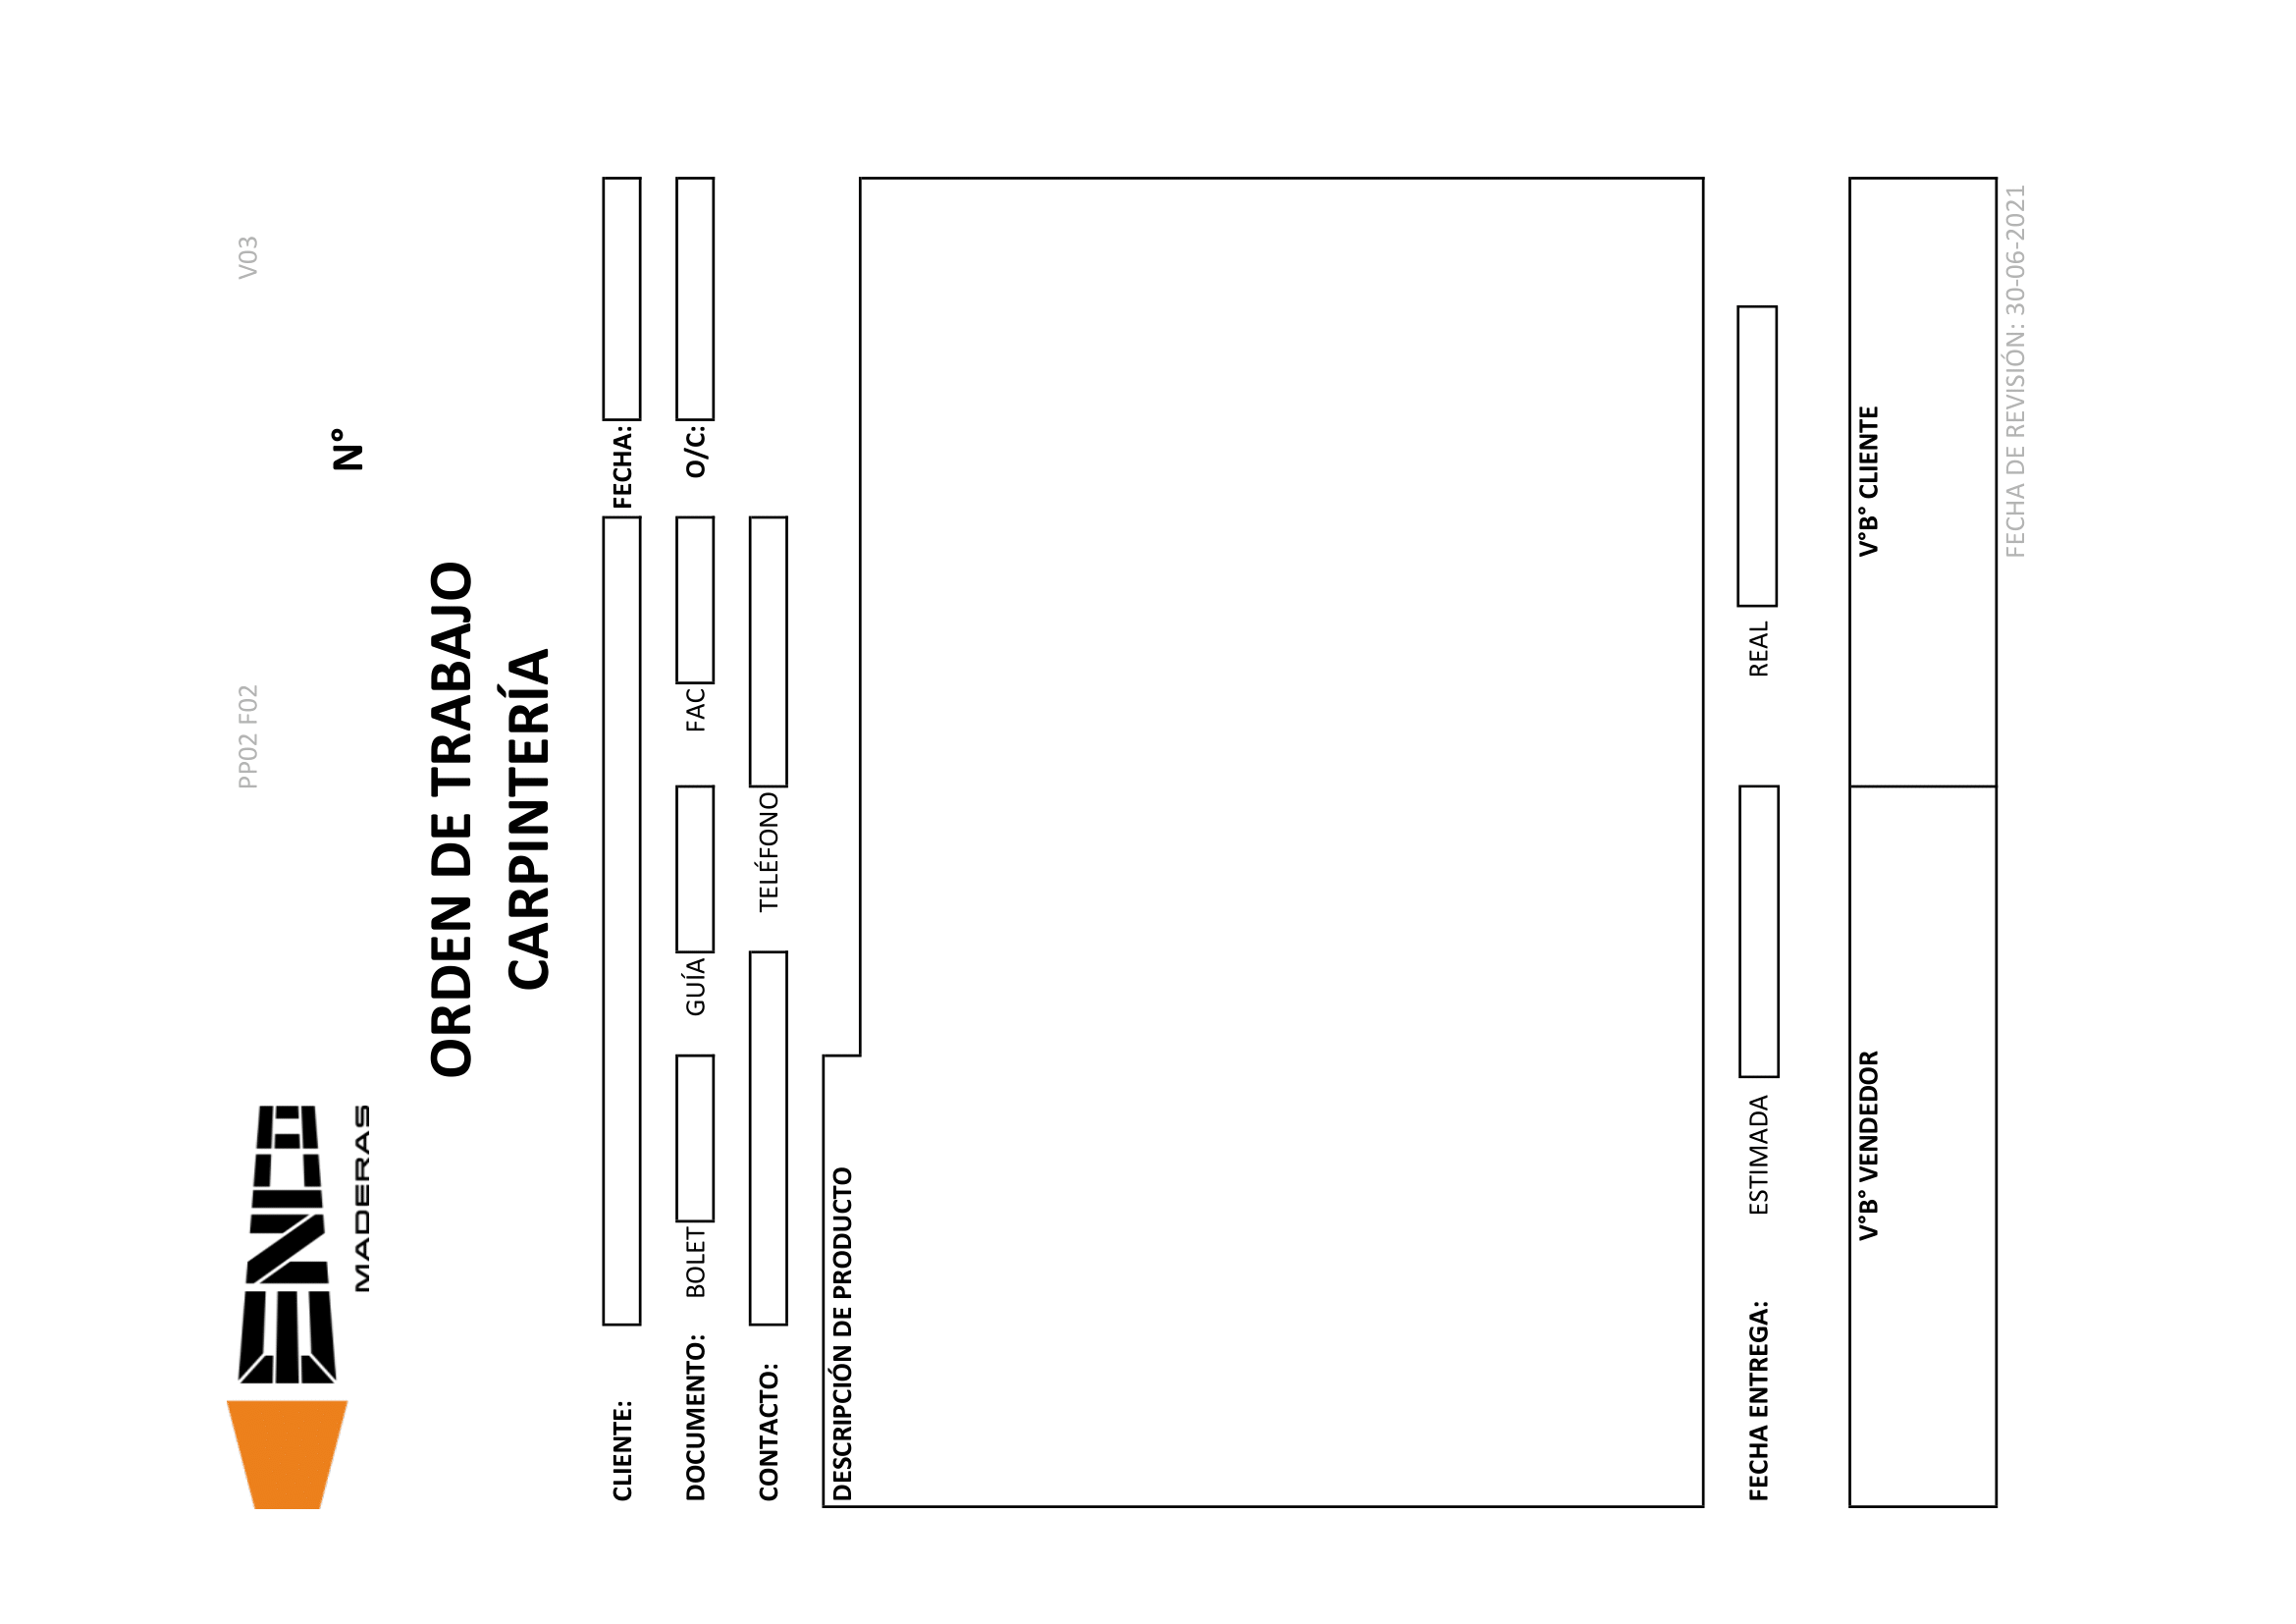 PP02 F02 V03
MADERAS
N°
ORDEN DE TRABAJO
CARPINTERÍA
CLIENTE: FECHA:
DOCUMENTO: BOLET GUÍA FAC O/C:
CONTACTO: TELÉFONO
DESCRIPCIÓN DE PRODUCTO
FECHA ENTREGA: ESTIMADA REAL
V°B° VENDEDOR V°B° CLIENTE
FECHA DE REVISIÓN: 30-06-2021